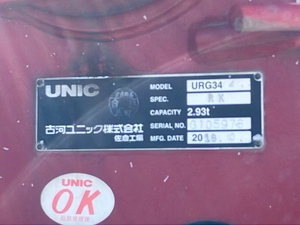 UNIC
MODEL URG34
SPEC.
CAPACITY 2.93t
SERIAL NO.
MFG. DATE
古河ユニック株式会社
佐倉工場
UNIC
OK